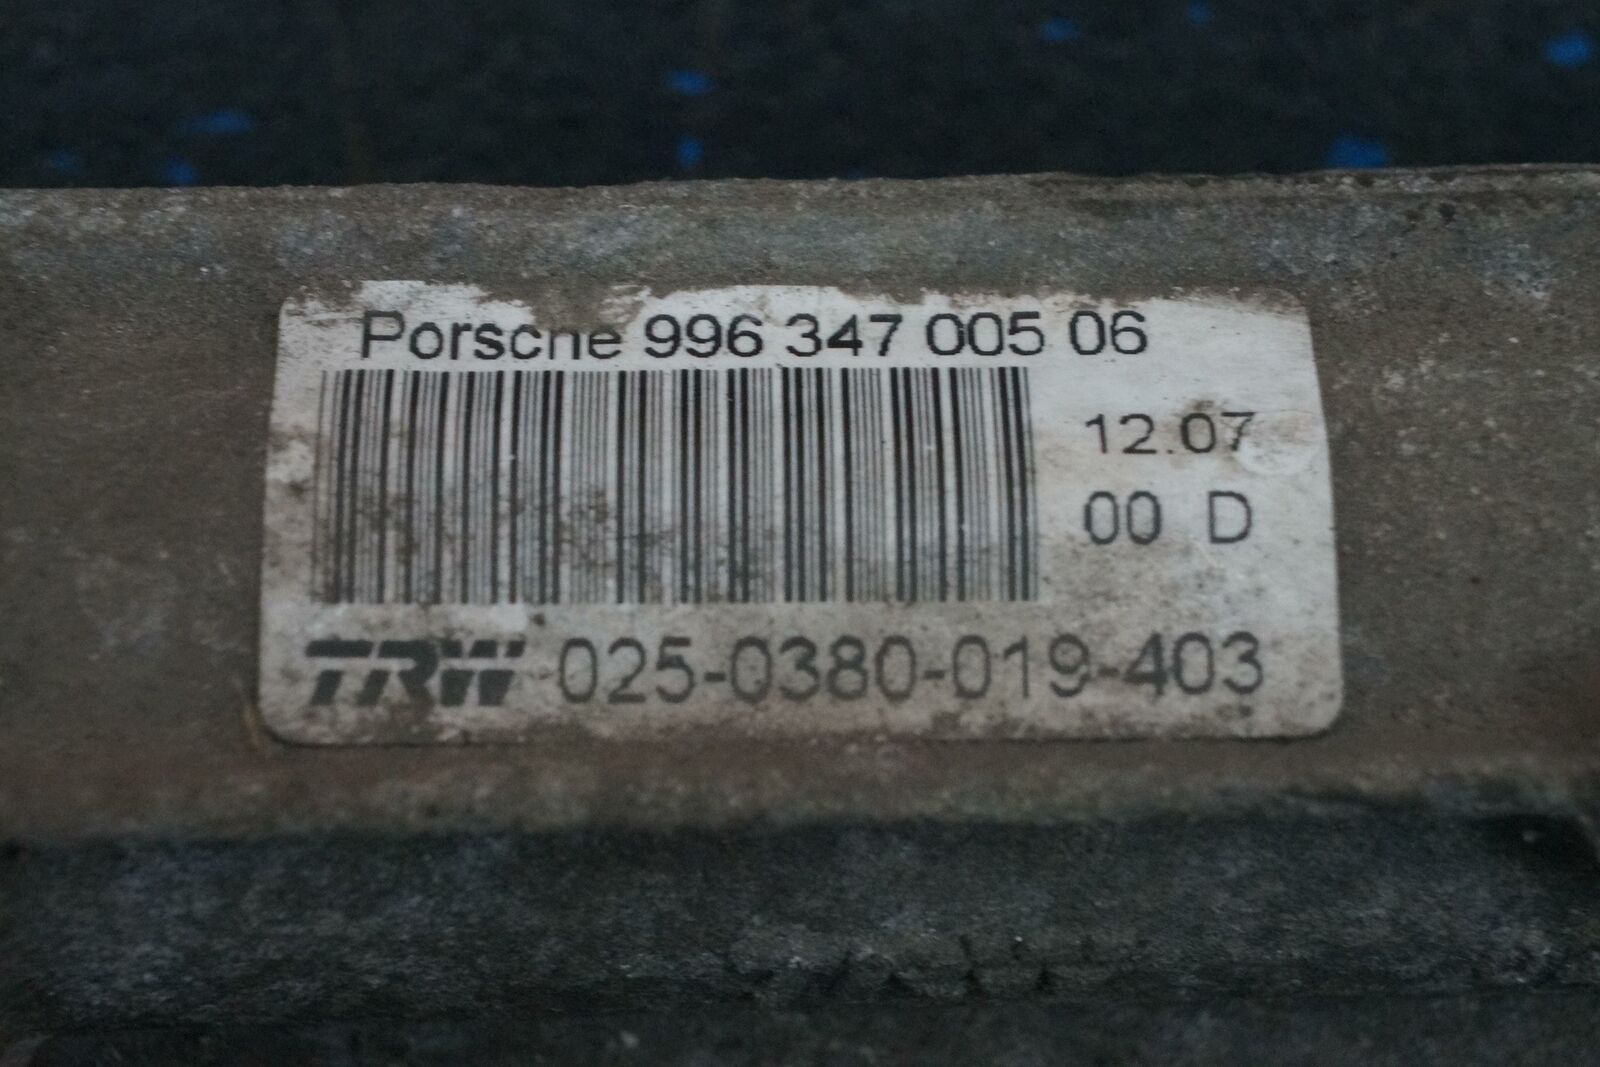 Porsche 996 347 005 06
12.07
00 D
TRW 025-0380-019-403